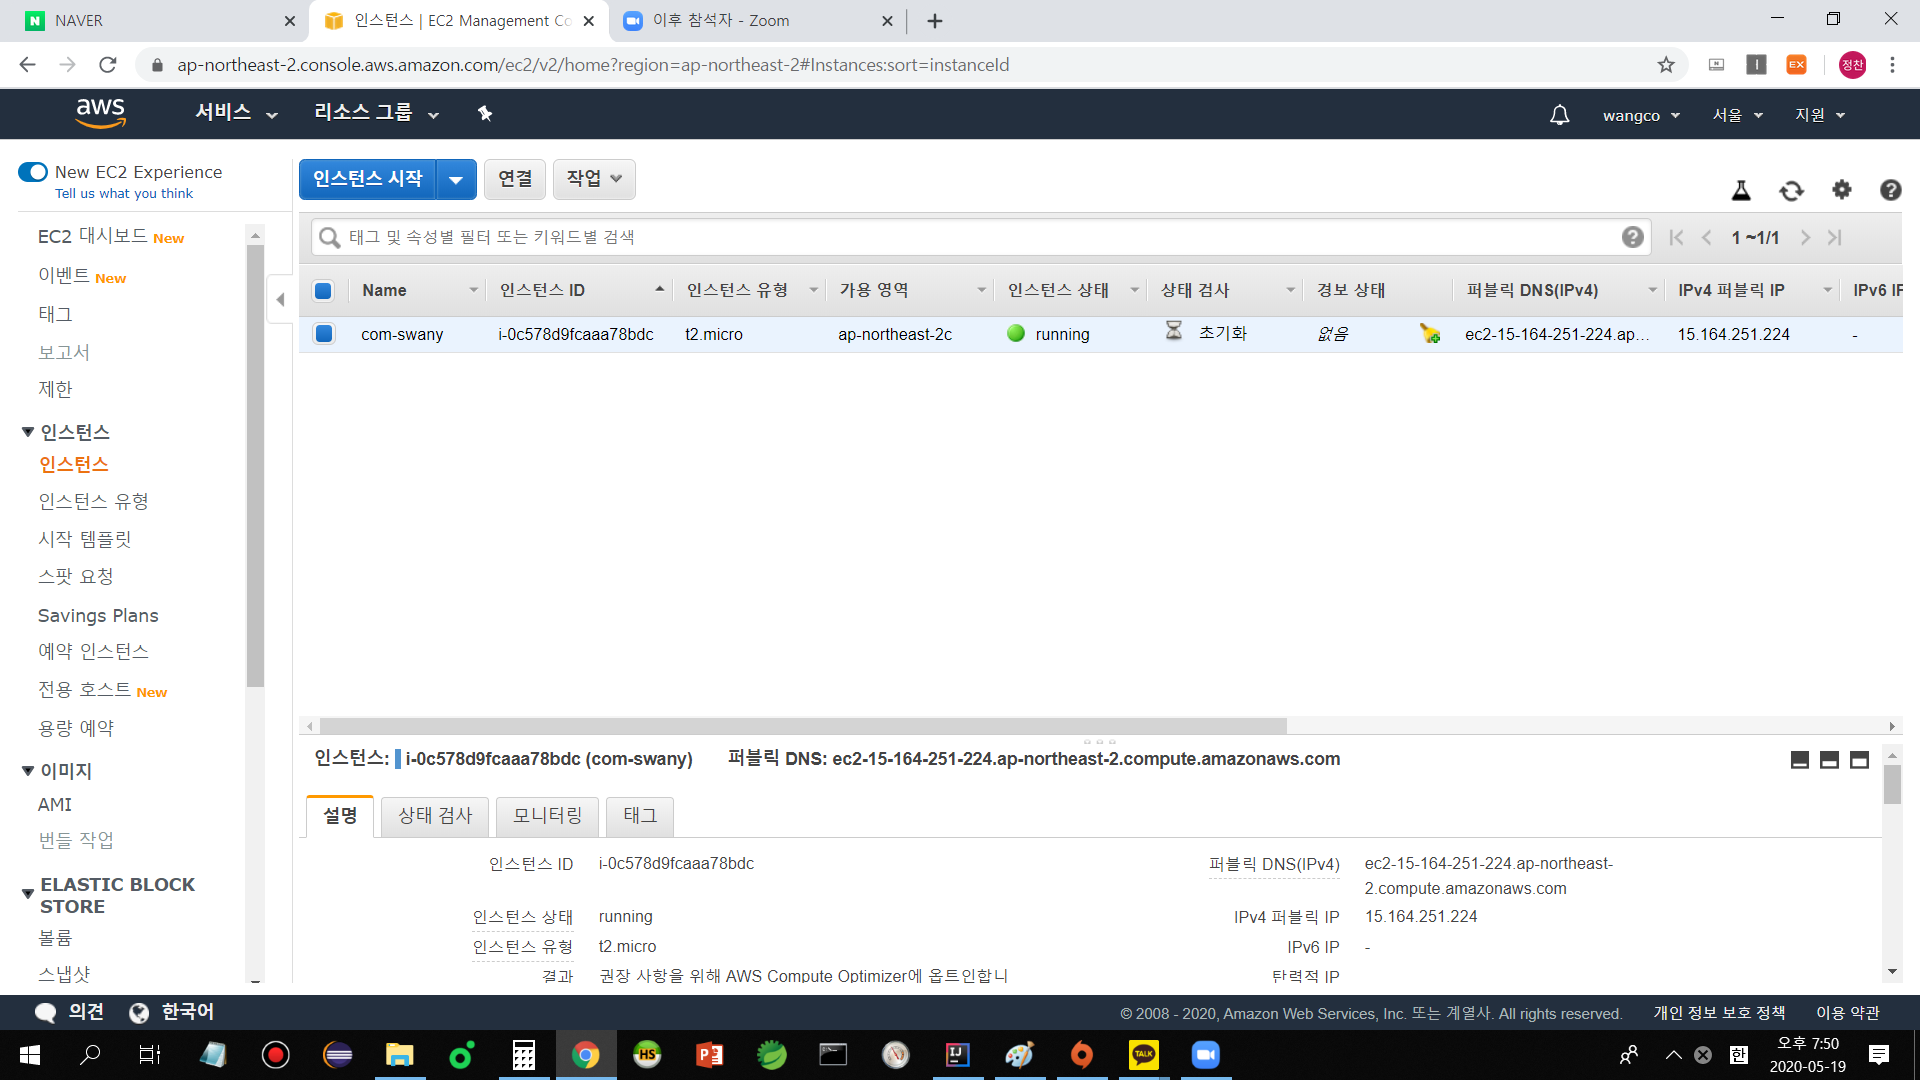 NAVER
인스턴스 | EC2 Management Co
이후 참석자 - Zoom
ap-northeast-2.console.aws.amazon.com/ec2/v2/home?region=ap-northeast-2#Instances:sort=instanceId
EX
정찬
aws
서비스
리소스 그룹
wangco
서울
지원
New EC2 Experience
Tell us what you think
EC2 대시보드 New
이벤트 New
태그
보고서
제한
인스턴스
인스턴스
인스턴스 유형
시작 템플릿
스팟 요청
Savings Plans
예약 인스턴스
전용 호스트 New
용량 예약
이미지
AMI
번들 작업
ELASTIC BLOCK
STORE
볼륨
스냅샷
인스턴스 시작
연결
작업
태그 및 속성별 필터 또는 키워드별 검색
1 ~1/1
Name 인스턴스 ID 인스턴스 유형 가용 영역 인스턴스 상태 상태 검사 경보 상태 퍼블릭 DNS(IPv4) IPv4 퍼블릭 IP IPv6 IP
com-swany i-0c578d9fcaaa78bdc t2.micro ap-northeast-2c running 초기화 없음 ec2-15-164-251-224.ap... 15.164.251.224 -
인스턴스: i-0c578d9fcaaa78bdc (com-swany) 퍼블릭 DNS: ec2-15-164-251-224.ap-northeast-2.compute.amazonaws.com
설명
상태 검사
모니터링
태그
인스턴스 ID i-0c578d9fcaaa78bdc
인스턴스 상태 running
인스턴스 유형 t2.micro
결과 권장 사항을 위해 AWS Compute Optimizer에 옵트인합니
퍼블릭 DNS(IPv4) ec2-15-164-251-224.ap-northeast-
2.compute.amazonaws.com
IPv4 퍼블릭 IP 15.164.251.224
IPv6 IP -
탄력적 IP
의견
한국어
© 2008 - 2020, Amazon Web Services, Inc. 또는 계열사. All rights reserved.
개인 정보 보호 정책
이용 약관
HS
IJ
TALK
한
오후 7:50
2020-05-19